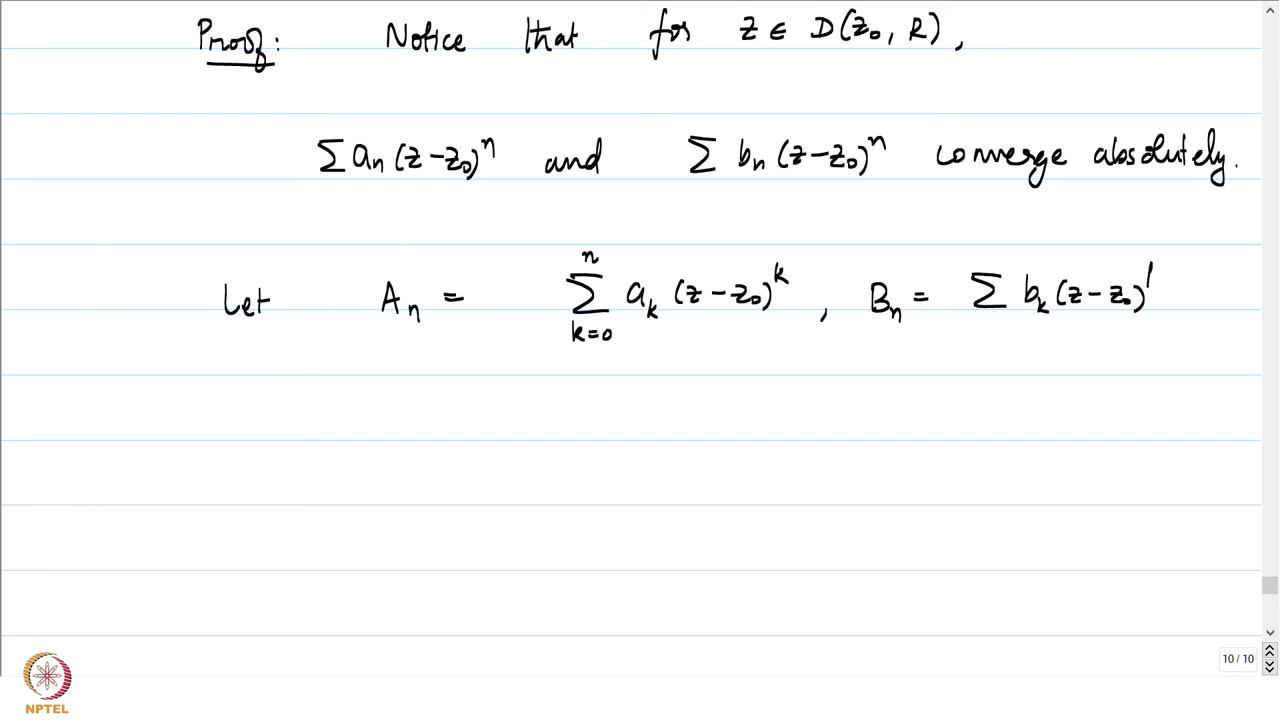 Proof: Notice that for z ∈ D(z₀, R),
∑ aₙ (z-z₀)ⁿ and ∑ bₙ (z-z₀)ⁿ converge absolutely.
Let Aₙ = ∑_{k=0}^{n} a_k (z-z₀)^k , Bₙ = ∑ b_k (z-z₀)
10 / 10
NPTEL